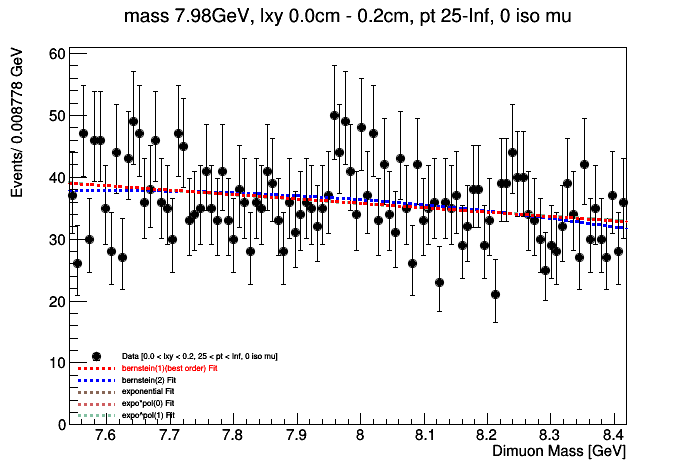 mass 7.98GeV, lxy 0.0cm - 0.2cm, pt 25-Inf, 0 iso mu
Events/ 0.008778 GeV
60
50
40
30
20
10
0
Data [0.0 < lxy < 0.2, 25 < pt < Inf, 0 iso mu]
bernstein(1)(best order) Fit
bernstein(2) Fit
exponential Fit
expo*pol(0) Fit
expo*pol(1) Fit
7.6 7.7 7.8 7.9 8 8.1 8.2 8.3 8.4
Dimuon Mass [GeV]